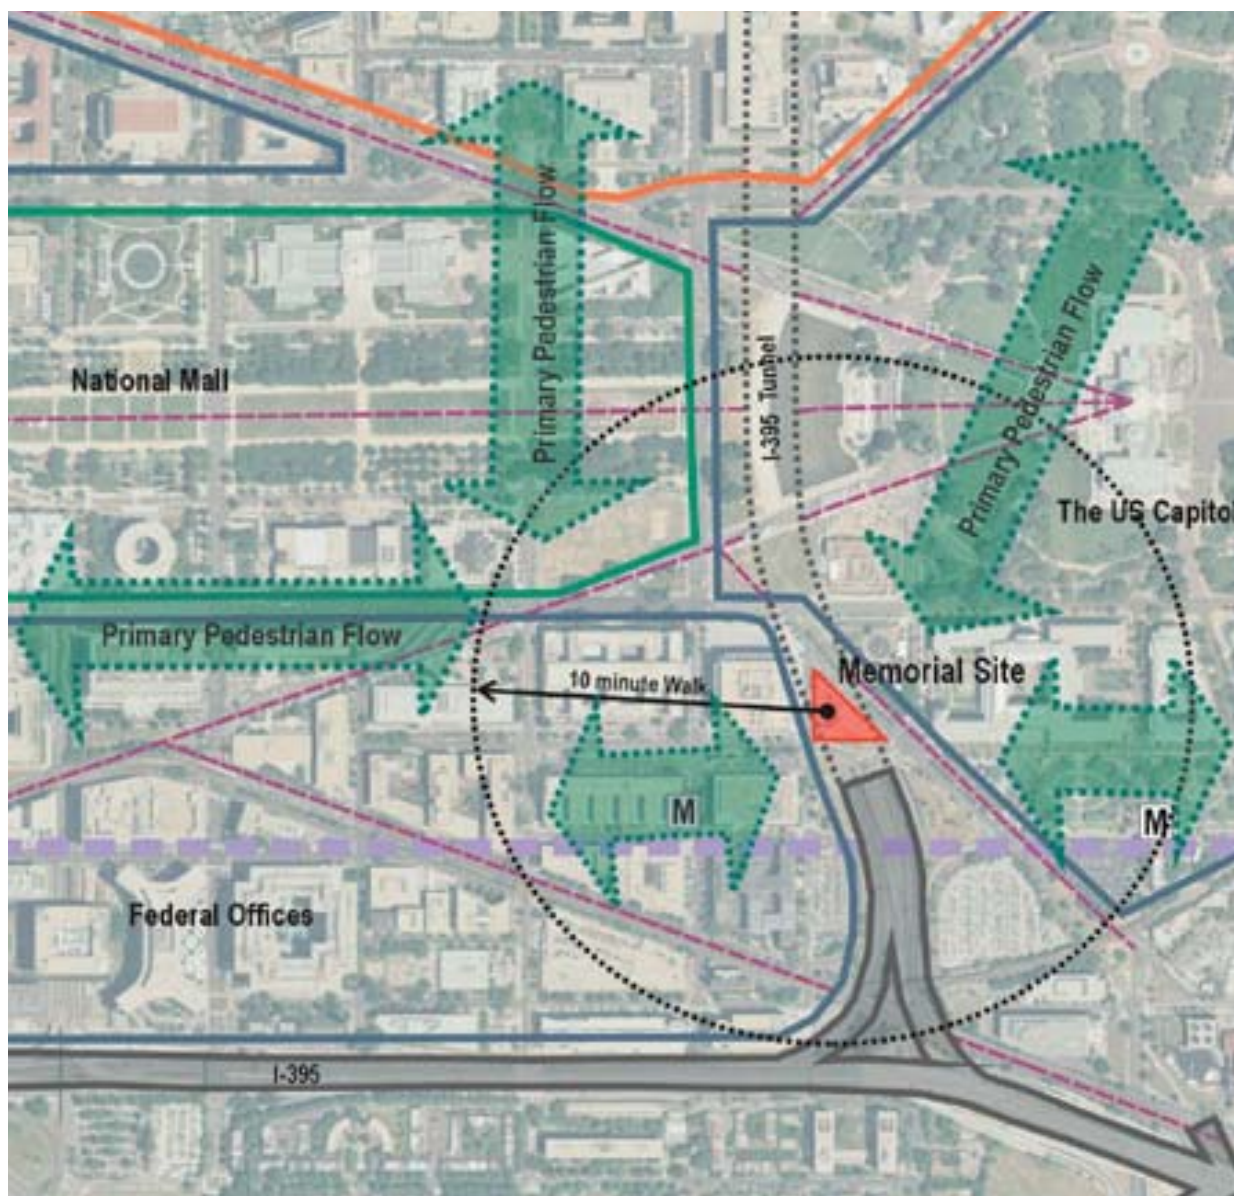 Primary Pedestrian Flow
Primary Pedestrian Flow
I-395 Tunnel
National Mall
The US Capitol
Primary Pedestrian Flow
10 minute Walk
Memorial Site
M
M
Federal Offices
I-395